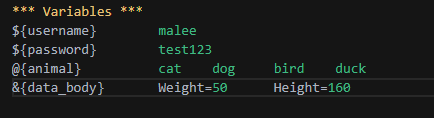 *** Variables ***
${username}        malee
${password}        test123
@{animal}          cat    dog     bird    duck
&{data_body}       Weight=50      Height=160